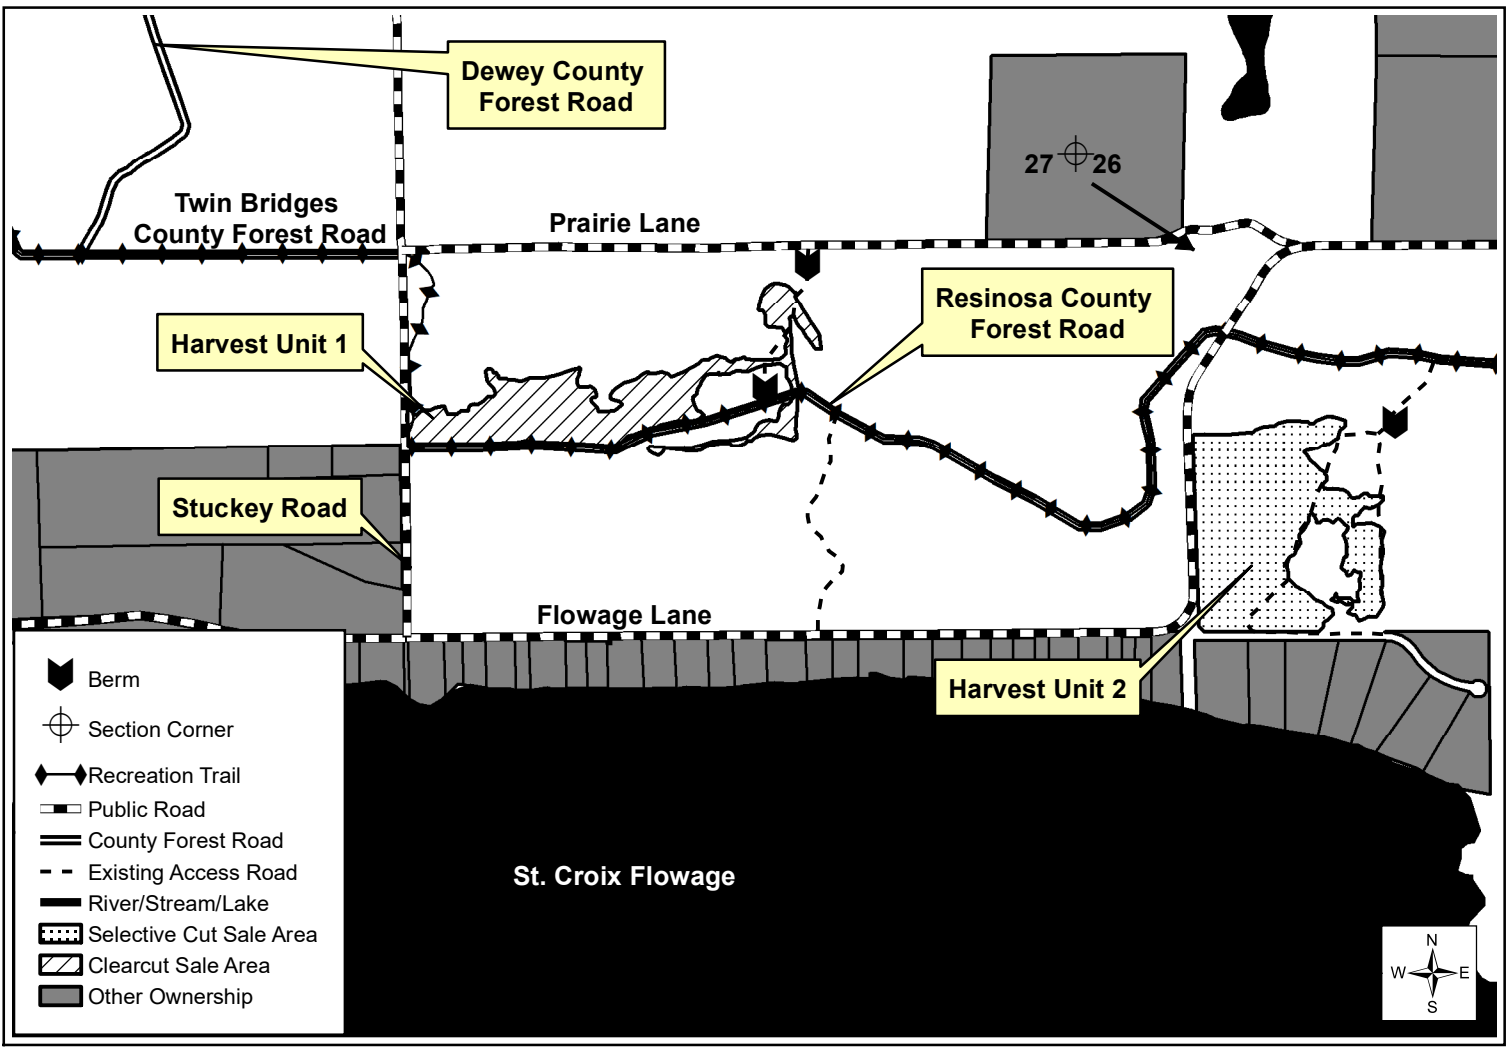 Dewey County
Forest Road
27 26
Twin Bridges
County Forest Road
Prairie Lane
Resinosa County
Forest Road
Harvest Unit 1
Stuckey Road
Flowage Lane
Harvest Unit 2
Berm
Section Corner
Recreation Trail
Public Road
County Forest Road
Existing Access Road
River/Stream/Lake
Selective Cut Sale Area
Clearcut Sale Area
Other Ownership
St. Croix Flowage
N
W E
S